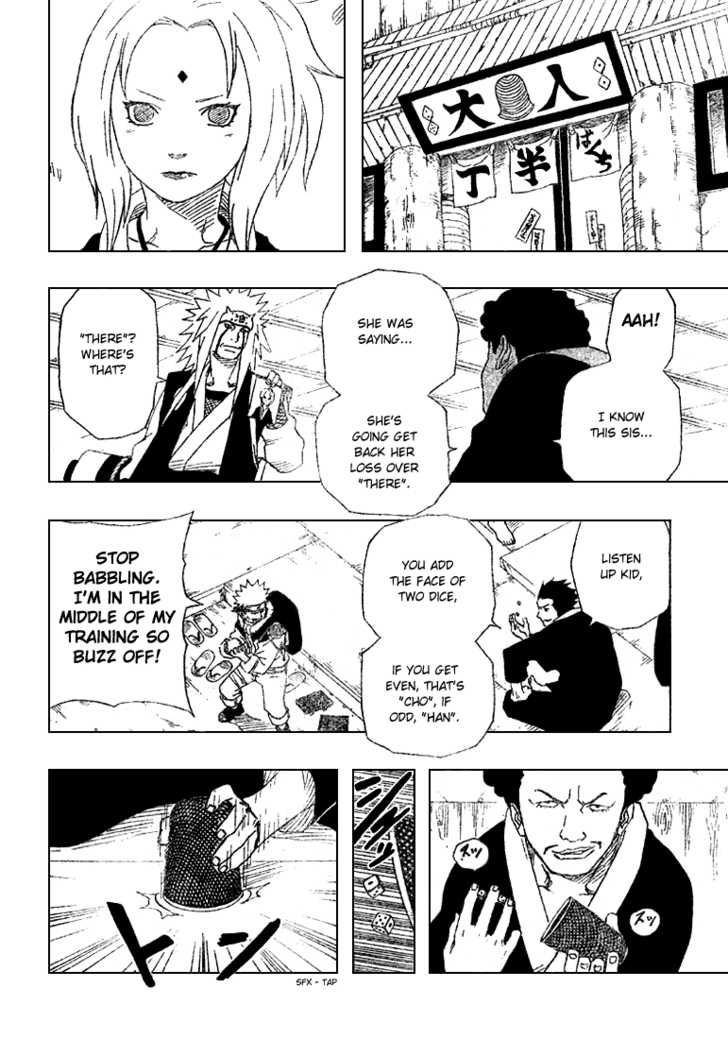 大 人
丁 半 ばくち
AAH!
I KNOW
THIS SIS...
SHE WAS
SAYING...
SHE'S
GOING GET
BACK HER
LOSS OVER
"THERE".
"THERE"?
WHERE'S
THAT?
LISTEN
UP KID,
YOU ADD
THE FACE OF
TWO DICE,
IF YOU GET
EVEN, THAT'S
"CHO", IF
ODD, "HAN".
STOP
BABBLING.
I'M IN THE
MIDDLE OF MY
TRAINING SO
BUZZ OFF!
スッ
スッ
トン
SFX - TAP